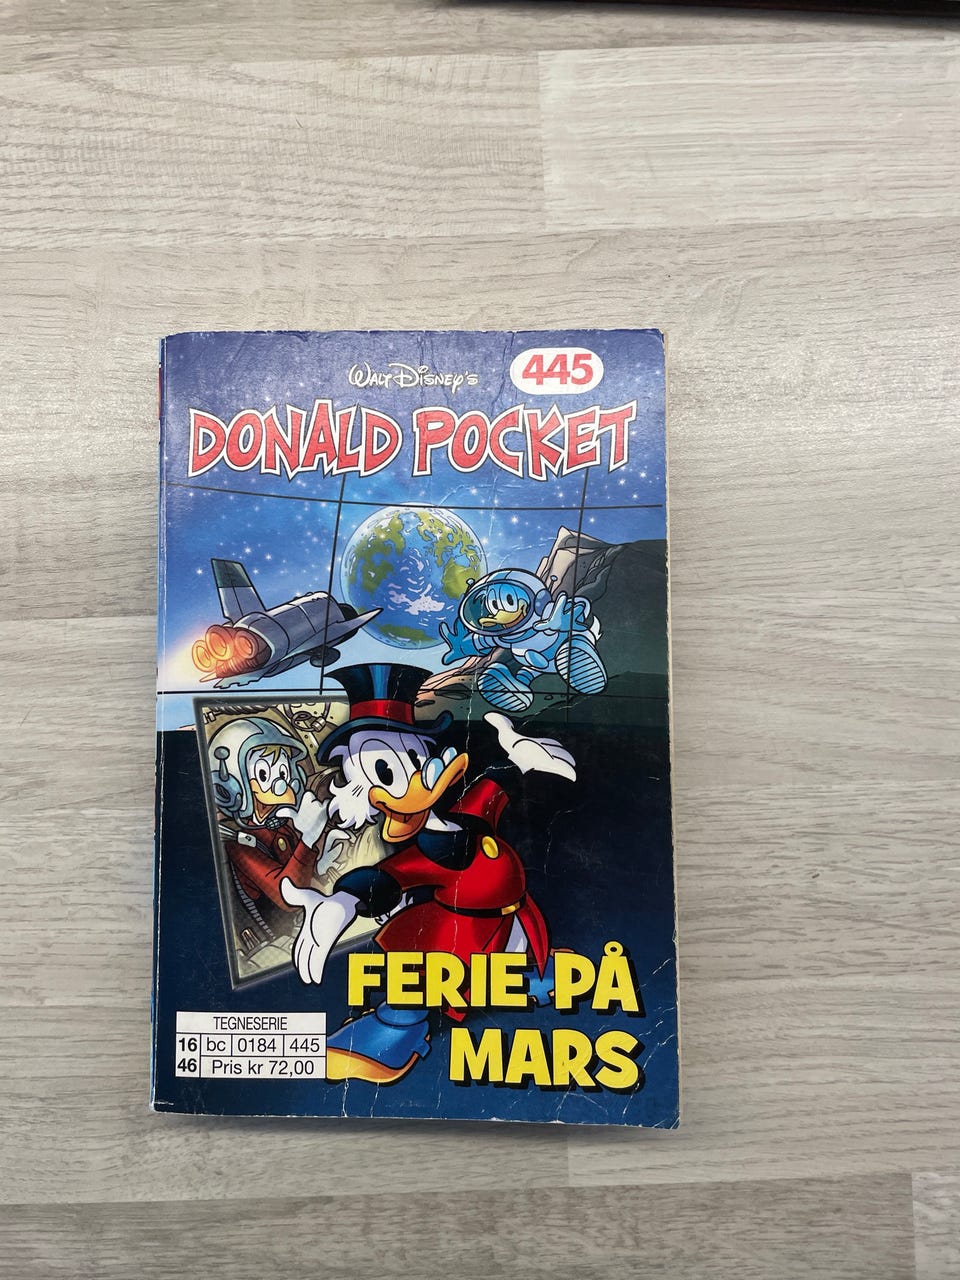 WALT DISNEY'S
445
DONALD POCKET
FERIE PÅ
MARS
TEGNESERIE
16 bc 0184 445
46 Pris kr 72,00